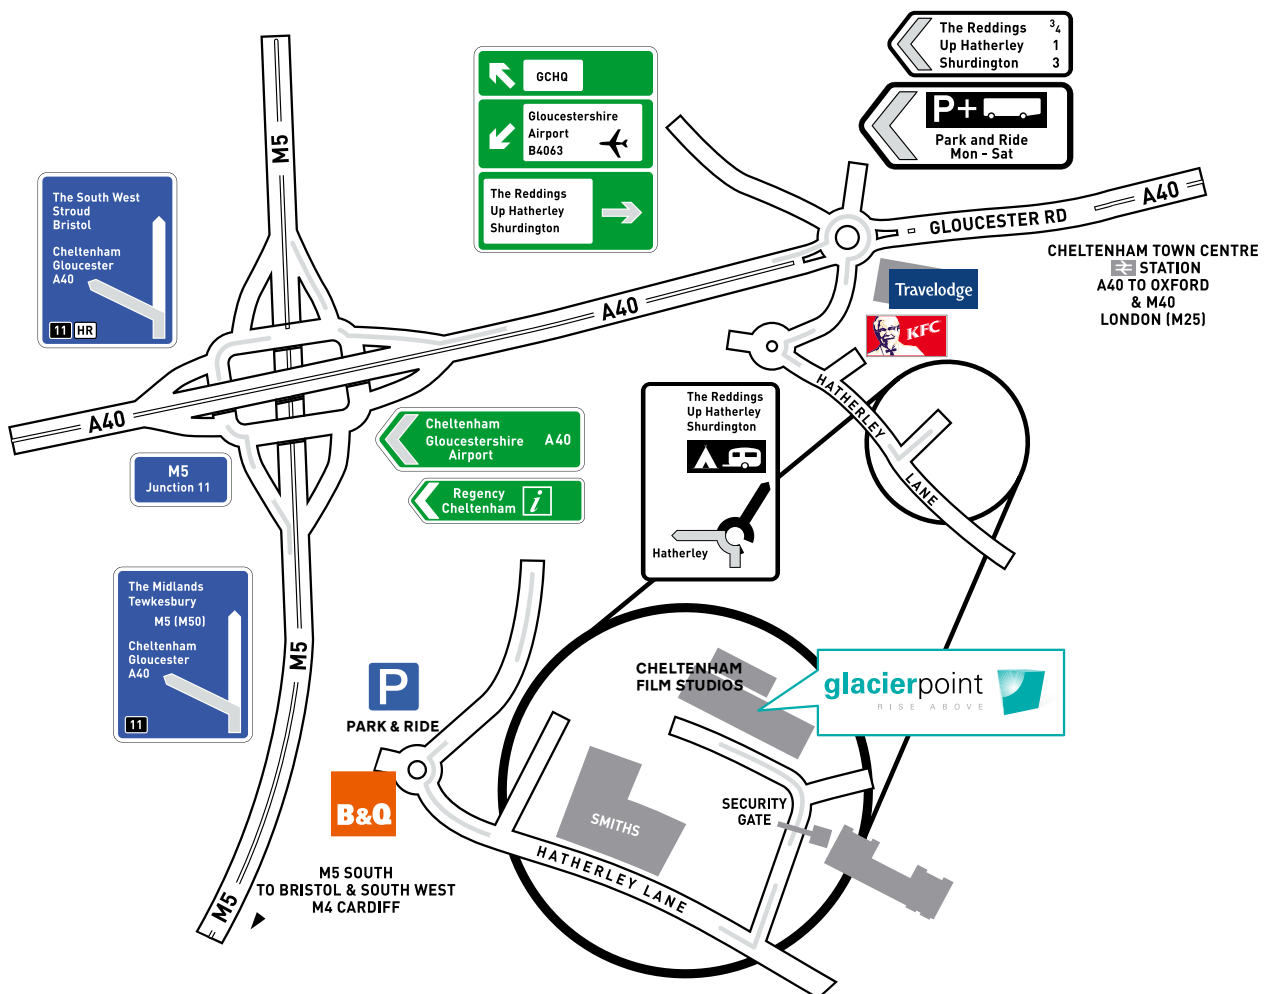 The Reddings ¾
Up Hatherley 1
Shurdington 3
P+
Park and Ride
Mon - Sat
GCHQ
Gloucestershire
Airport
B4063
The Reddings
Up Hatherley
Shurdington
M5
The South West
Stroud
Bristol
Cheltenham
Gloucester
A40
11 HR
A40
GLOUCESTER RD
CHELTENHAM TOWN CENTRE
STATION
A40 TO OXFORD
& M40
LONDON (M25)
Travelodge
KFC
A40
A40
HATHERLEY
LANE
The Reddings
Up Hatherley
Shurdington
Hatherley
Cheltenham
Gloucestershire A40
Airport
Regency
Cheltenham i
M5
Junction 11
The Midlands
Tewkesbury
M5 (M50)
Cheltenham
Gloucester
A40
11
M5
P
PARK & RIDE
B&Q
M5 SOUTH
TO BRISTOL & SOUTH WEST
M4 CARDIFF
M5
CHELTENHAM
FILM STUDIOS
glacierpoint
RISE ABOVE
SMITHS
SECURITY
GATE
HATHERLEY LANE